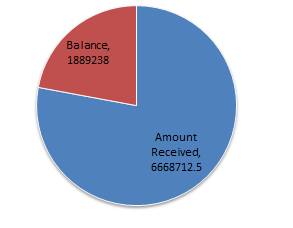 Balance,
1889238
Amount
Received,
6668712.5